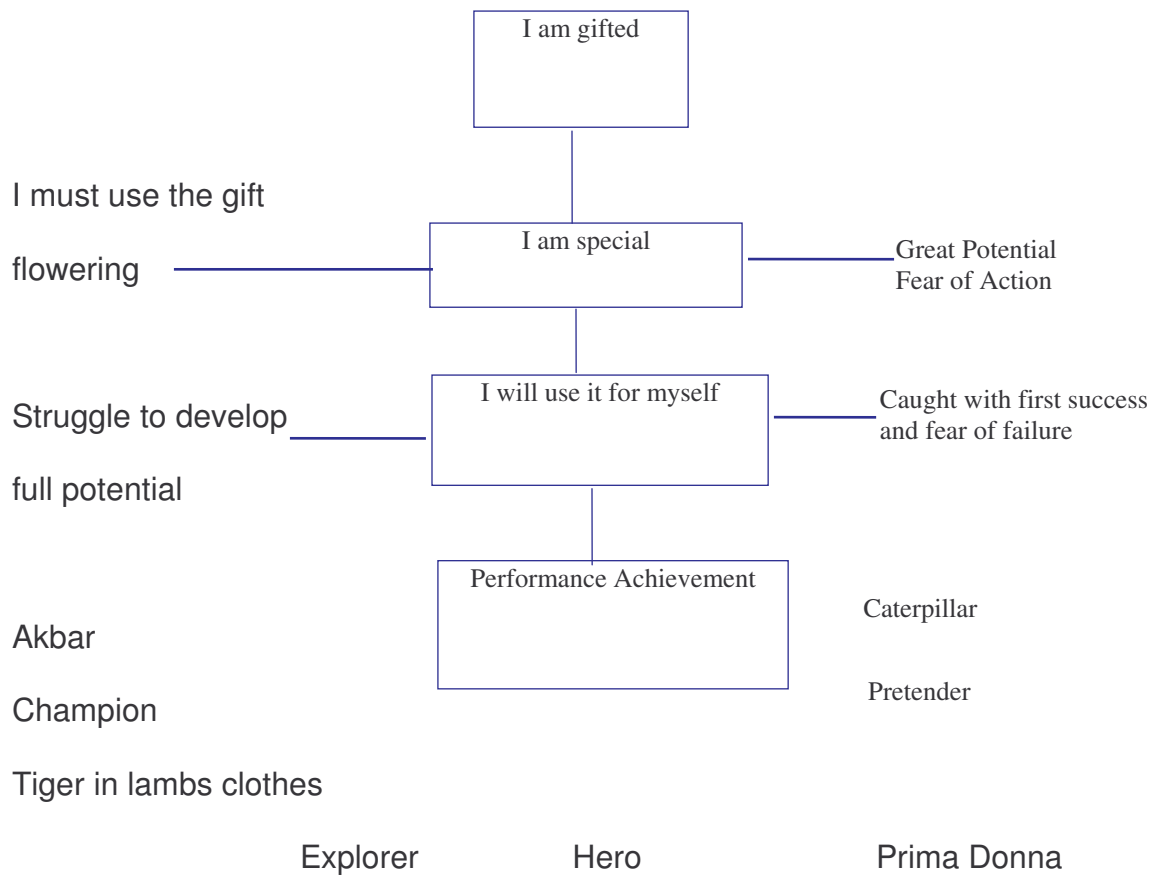 I am gifted
I must use the gift
flowering
I am special
Great Potential
Fear of Action
I will use it for myself
Struggle to develop
full potential
Caught with first success
and fear of failure
Performance Achievement
Caterpillar
Pretender
Akbar
Champion
Tiger in lambs clothes
Explorer
Hero
Prima Donna